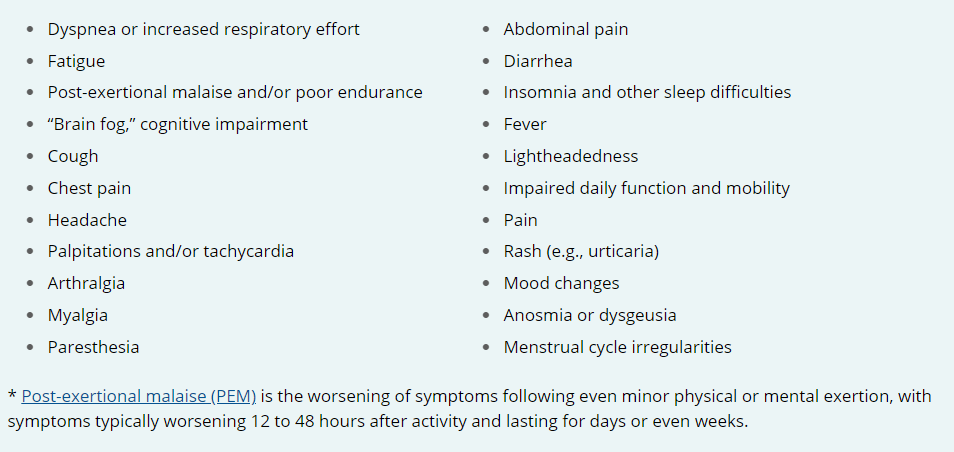 Dyspnea or increased respiratory effort
Fatigue
Post-exertional malaise and/or poor endurance
“Brain fog,” cognitive impairment
Cough
Chest pain
Headache
Palpitations and/or tachycardia
Arthralgia
Myalgia
Paresthesia
Abdominal pain
Diarrhea
Insomnia and other sleep difficulties
Fever
Lightheadedness
Impaired daily function and mobility
Pain
Rash (e.g., urticaria)
Mood changes
Anosmia or dysgeusia
Menstrual cycle irregularities
* Post-exertional malaise (PEM) is the worsening of symptoms following even minor physical or mental exertion, with
symptoms typically worsening 12 to 48 hours after activity and lasting for days or even weeks.